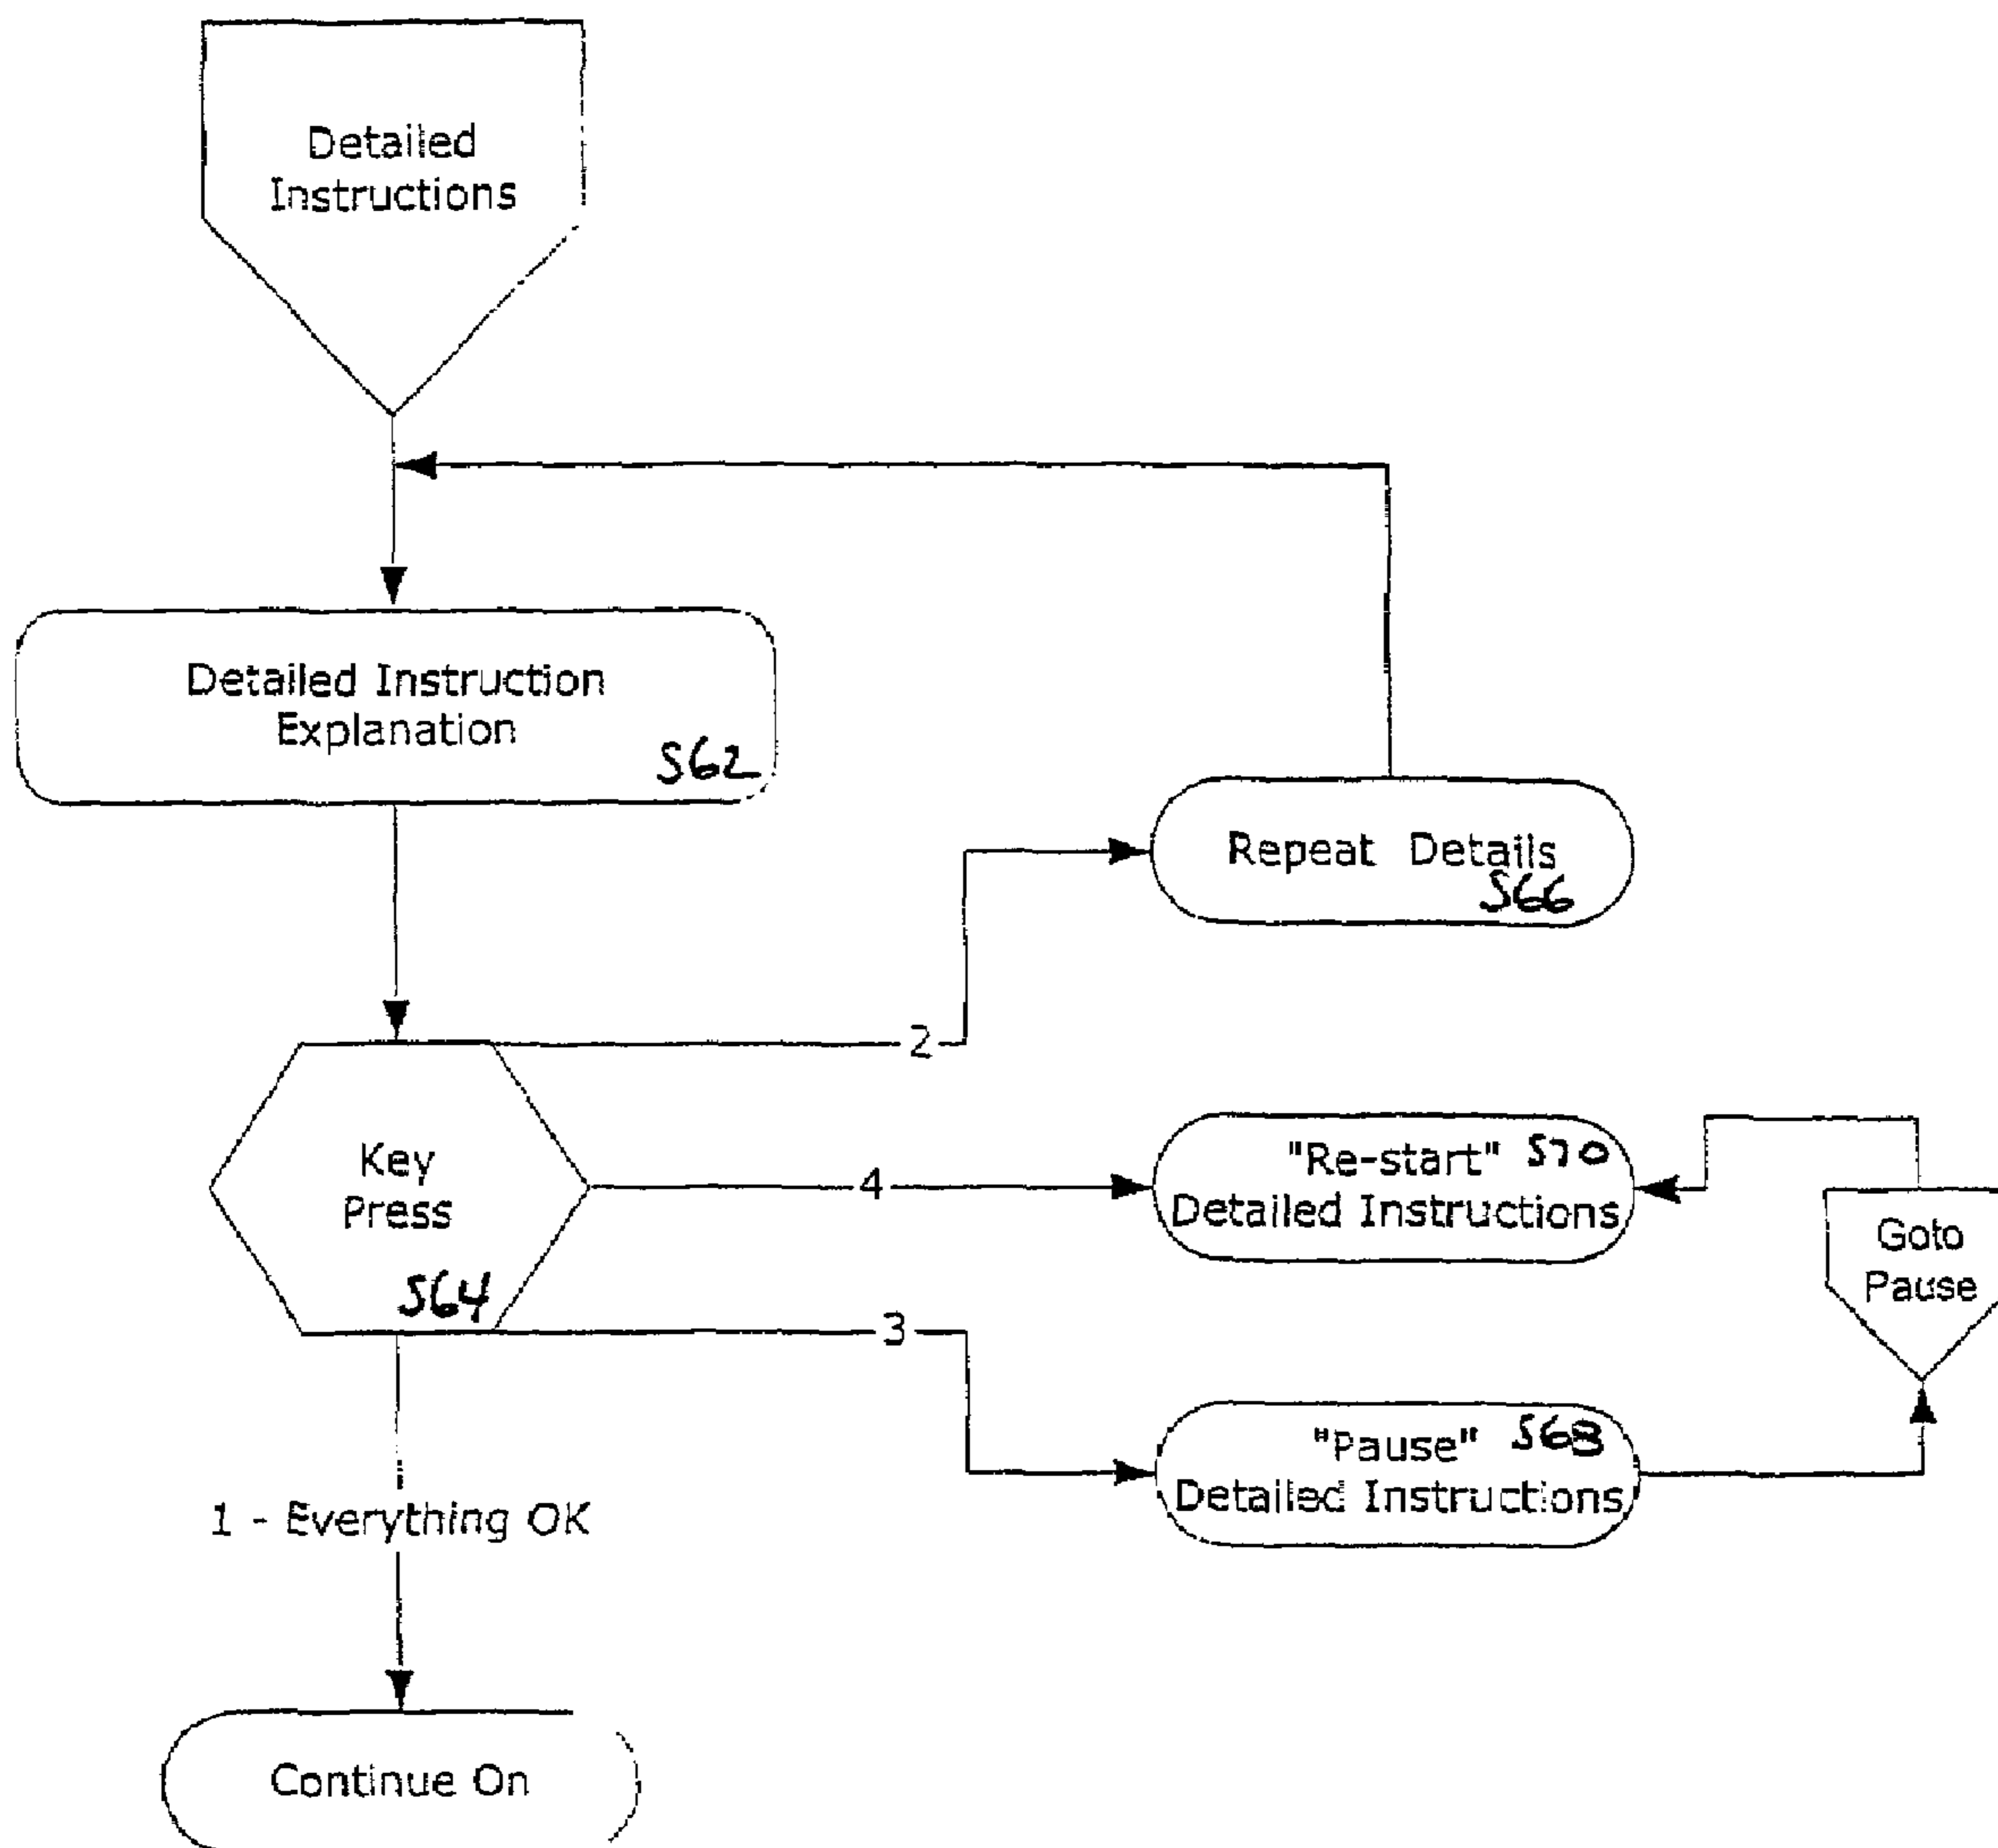 Detailed
Instructions
Detailed Instruction
Explanation
S62
Repeat Details
S66
2
Key
Press
S64
4
"Re-start" S70
Detailed Instructions
Goto
Pause
3
"Pause" S68
Detailed Instructions
1 - Everything OK
Continue On